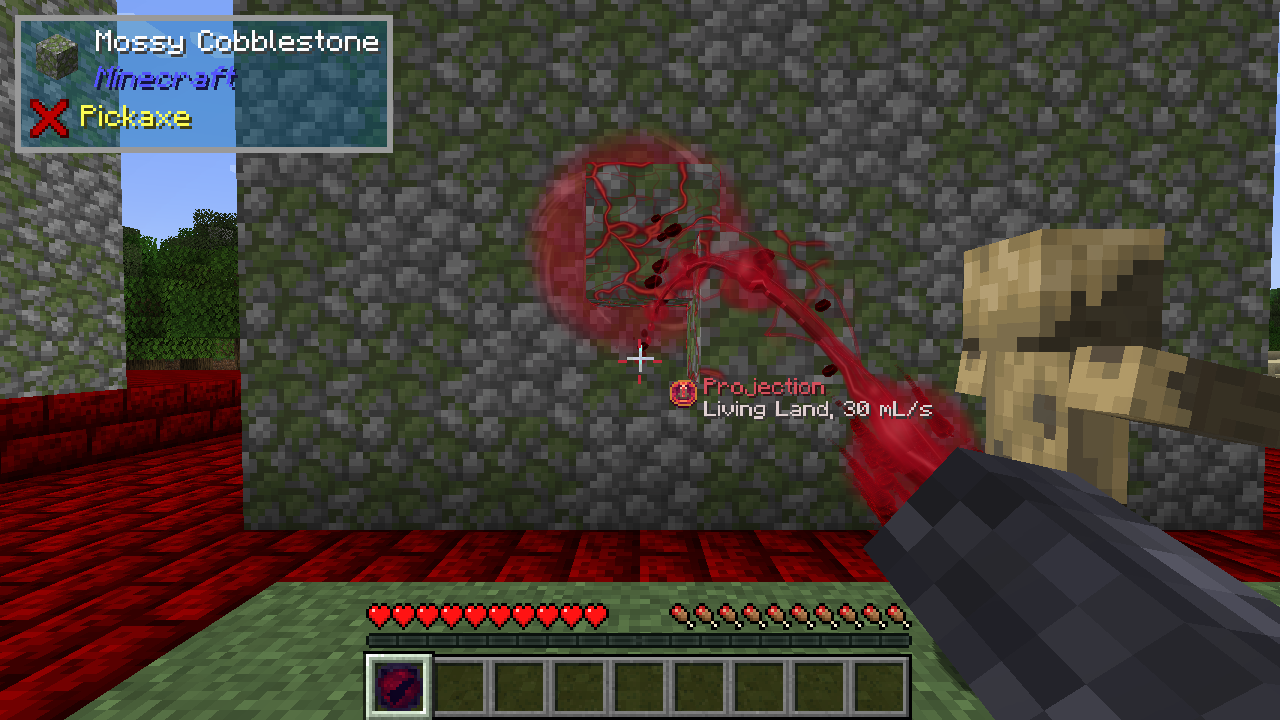 Mossy Cobblestone
Minecraft
Pickaxe
Projection
Living Land, 30 mL/s